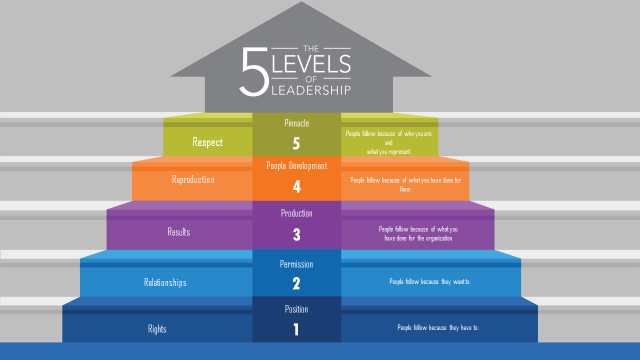 5 THE
LEVELS
OF
LEADERSHIP
Pinnacle
Respect
5
People follow because of who you are
and
what you represent
People Development
Reproduction
4
People follow because of what you have done for
them
Production
Results
3
People follow because of what you
have done for the organization.
Permission
Relationships
2
People follow because they want to.
Position
Rights
1
People follow because they have to.